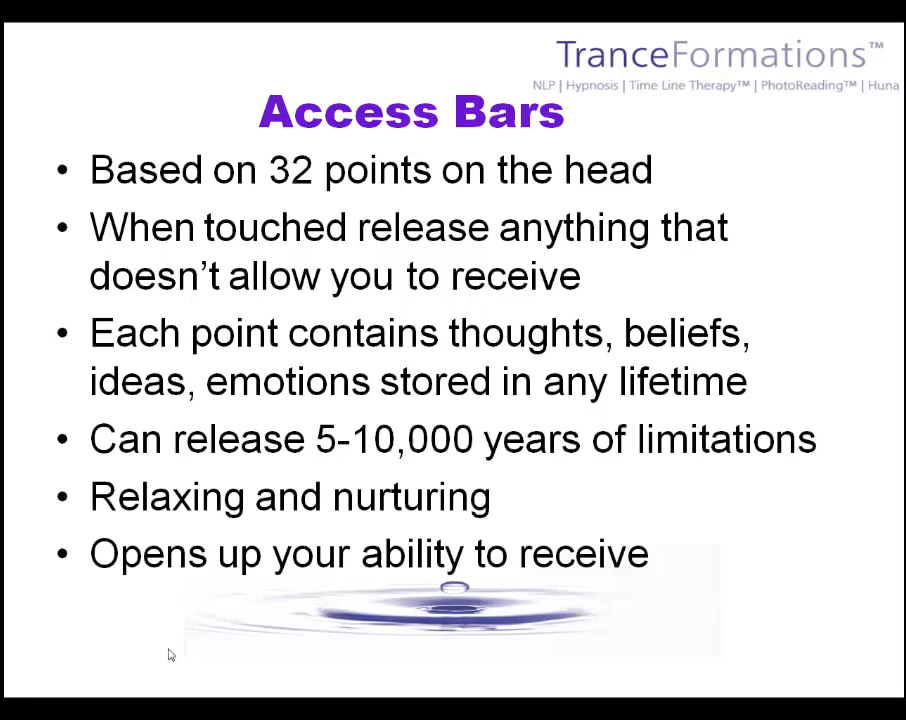 TranceFormations™
NLP | Hypnosis | Time Line Therapy™ | PhotoReading™ | Huna
Access Bars
• Based on 32 points on the head
• When touched release anything that
doesn’t allow you to receive
• Each point contains thoughts, beliefs,
ideas, emotions stored in any lifetime
• Can release 5-10,000 years of limitations
• Relaxing and nurturing
• Opens up your ability to receive